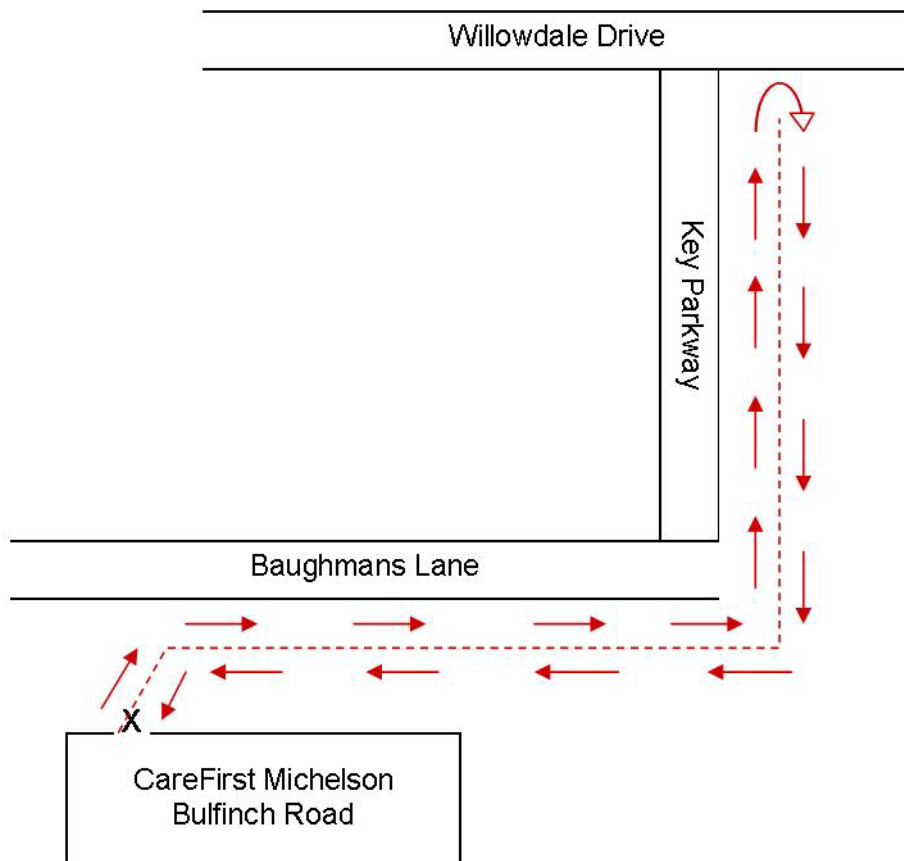 Willowdale Drive
Key Parkway
Baughmans Lane
X
CareFirst Michelson
Bulfinch Road